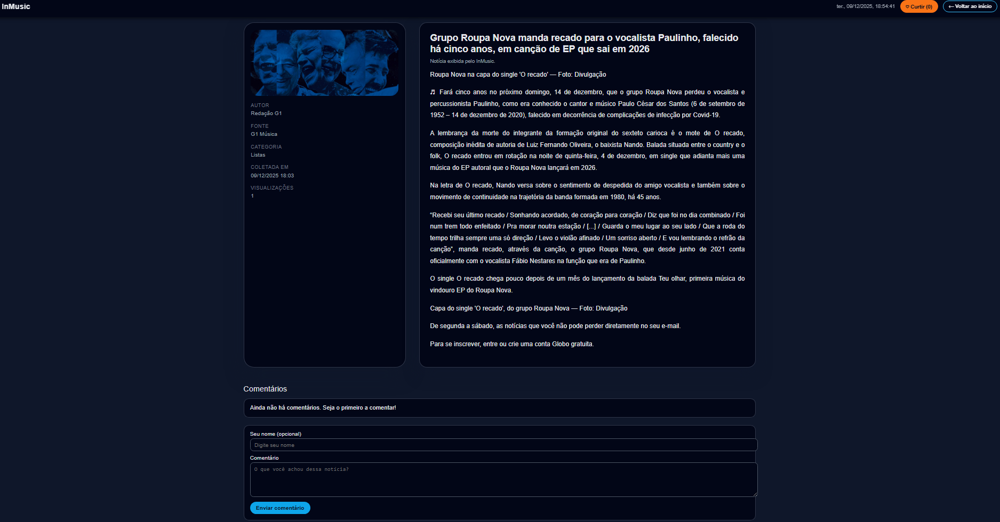 InMusic
ter., 09/12/2025, 18:54:41
♡ Curtir (0)
← Voltar ao início
AUTOR
Redação G1
FONTE
G1 Música
CATEGORIA
Listas
COLETADA EM
09/12/2025 18:03
VISUALIZAÇÕES
1
Grupo Roupa Nova manda recado para o vocalista Paulinho, falecido
há cinco anos, em canção de EP que sai em 2026
Notícia exibida pelo InMusic.
Roupa Nova na capa do single 'O recado' — Foto: Divulgação
♬ Fará cinco anos no próximo domingo, 14 de dezembro, que o grupo Roupa Nova perdeu o vocalista e
percussionista Paulinho, como era conhecido o cantor e músico Paulo César dos Santos (6 de setembro de
1952 – 14 de dezembro de 2020), falecido em decorrência de complicações de infecção por Covid-19.
A lembrança da morte do integrante da formação original do sexteto carioca é o mote de O recado,
composição inédita de autoria de Luiz Fernando Oliveira, o baixista Nando. Balada situada entre o country e o
folk, O recado entrou em rotação na noite de quinta-feira, 4 de dezembro, em single que adianta mais uma
música do EP autoral que o Roupa Nova lançará em 2026.
Na letra de O recado, Nando versa sobre o sentimento de despedida do amigo vocalista e também sobre o
movimento de continuidade na trajetória da banda formada em 1980, há 45 anos.
“Recebi seu último recado / Sonhando acordado, de coração para coração / Diz que foi no dia combinado / Foi
num trem todo enfeitado / Pra morar noutra estação / [...] / Guarda o meu lugar ao seu lado / Que a roda do
tempo trilha sempre uma só direção / Levo o violão afinado / Um sorriso aberto / E vou lembrando o refrão da
canção”, manda recado, através da canção, o grupo Roupa Nova, que desde junho de 2021 conta
oficialmente com o vocalista Fábio Nestares na função que era de Paulinho.
O single O recado chega pouco depois de um mês do lançamento da balada Teu olhar, primeira música do
vindouro EP do Roupa Nova.
Capa do single 'O recado', do grupo Roupa Nova — Foto: Divulgação
De segunda a sábado, as notícias que você não pode perder diretamente no seu e-mail.
Para se inscrever, entre ou crie uma conta Globo gratuita.
Comentários
Ainda não há comentários. Seja o primeiro a comentar!
Seu nome (opcional)
Digite seu nome
Comentário
O que você achou dessa notícia?
Enviar comentário